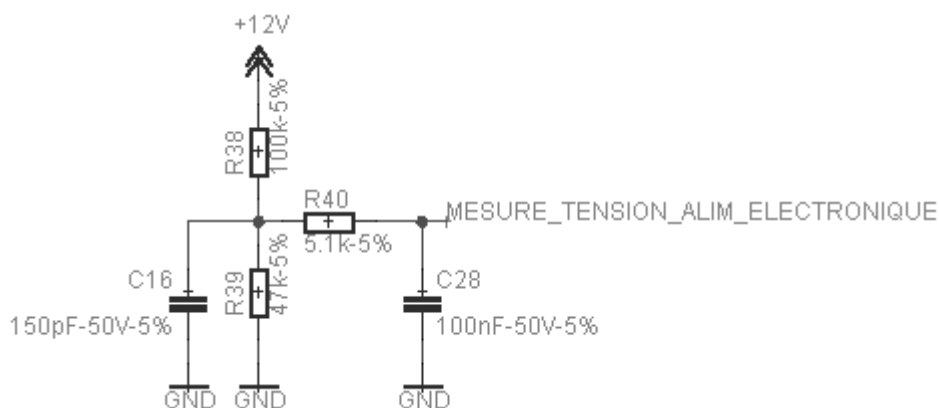 +12V
R38
100k-5%
R40
MESURE_TENSION_ALIM_ELECTRONIQUE
5.1k-5%
C16
R39
47k-5%
C28
150pF-50V-5%
100nF-50V-5%
GND
GND
GND